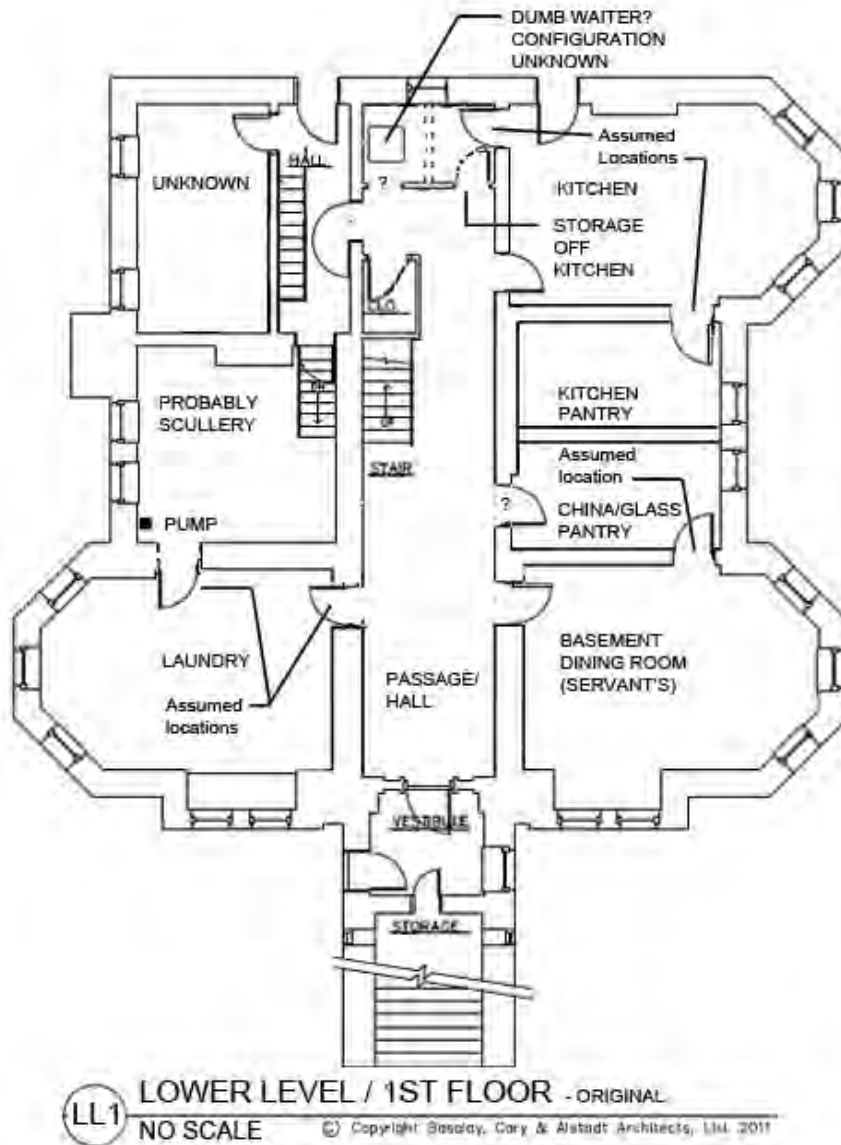 DUMB WAITER?
CONFIGURATION
UNKNOWN
HALL
UNKNOWN
?
Assumed
Locations
KITCHEN
STORAGE
OFF
KITCHEN
PROBABLY
SCULLERY
STAIR
KITCHEN
PANTRY
Assumed
location
?
CHINA/GLASS
PANTRY
PUMP
LAUNDRY
Assumed
locations
PASSAGE/
HALL
BASEMENT
DINING ROOM
(SERVANT'S)
VESTIBULE
STORAGE
LL1
LOWER LEVEL / 1ST FLOOR - ORIGINAL
NO SCALE
© Copyright Basalay, Cary & Alstadt Architects, Ltd. 2011